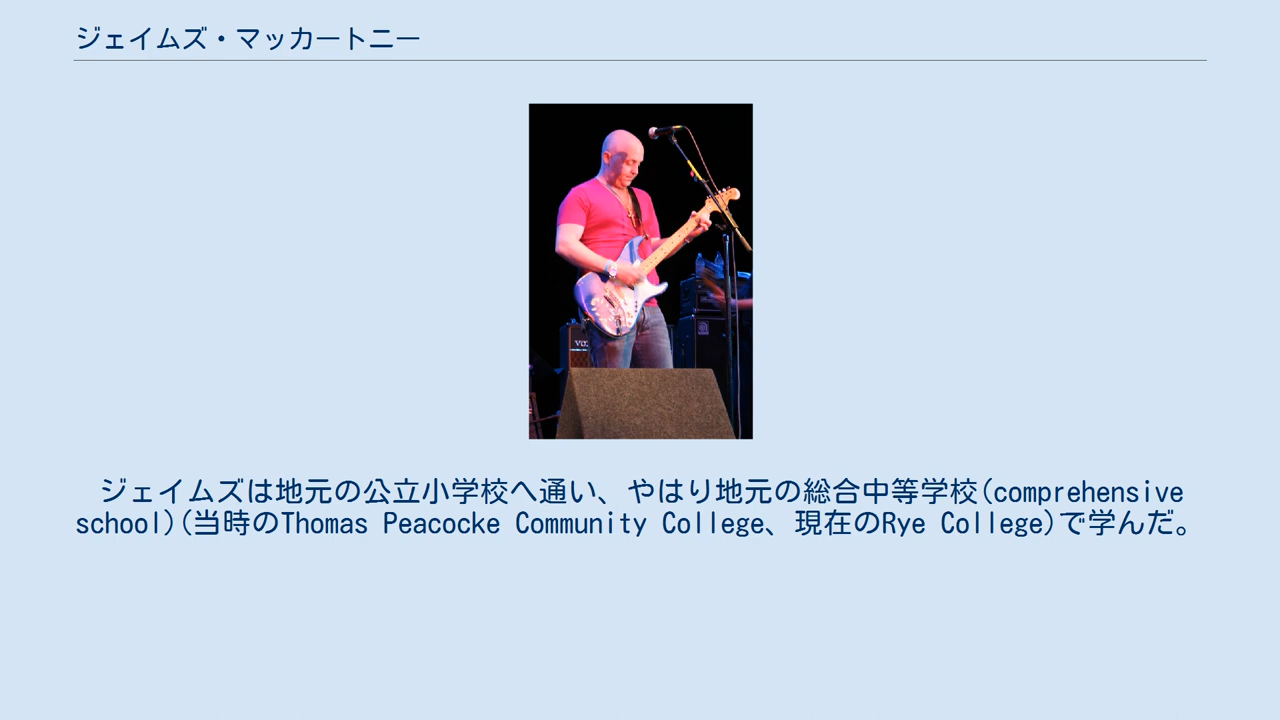 ジェイムズ・マッカートニー
VOX
ジェイムズは地元の公立小学校へ通い、やはり地元の総合中等学校(comprehensive
school)(当時のThomas Peacocke Community College、現在のRye College)で学んだ。